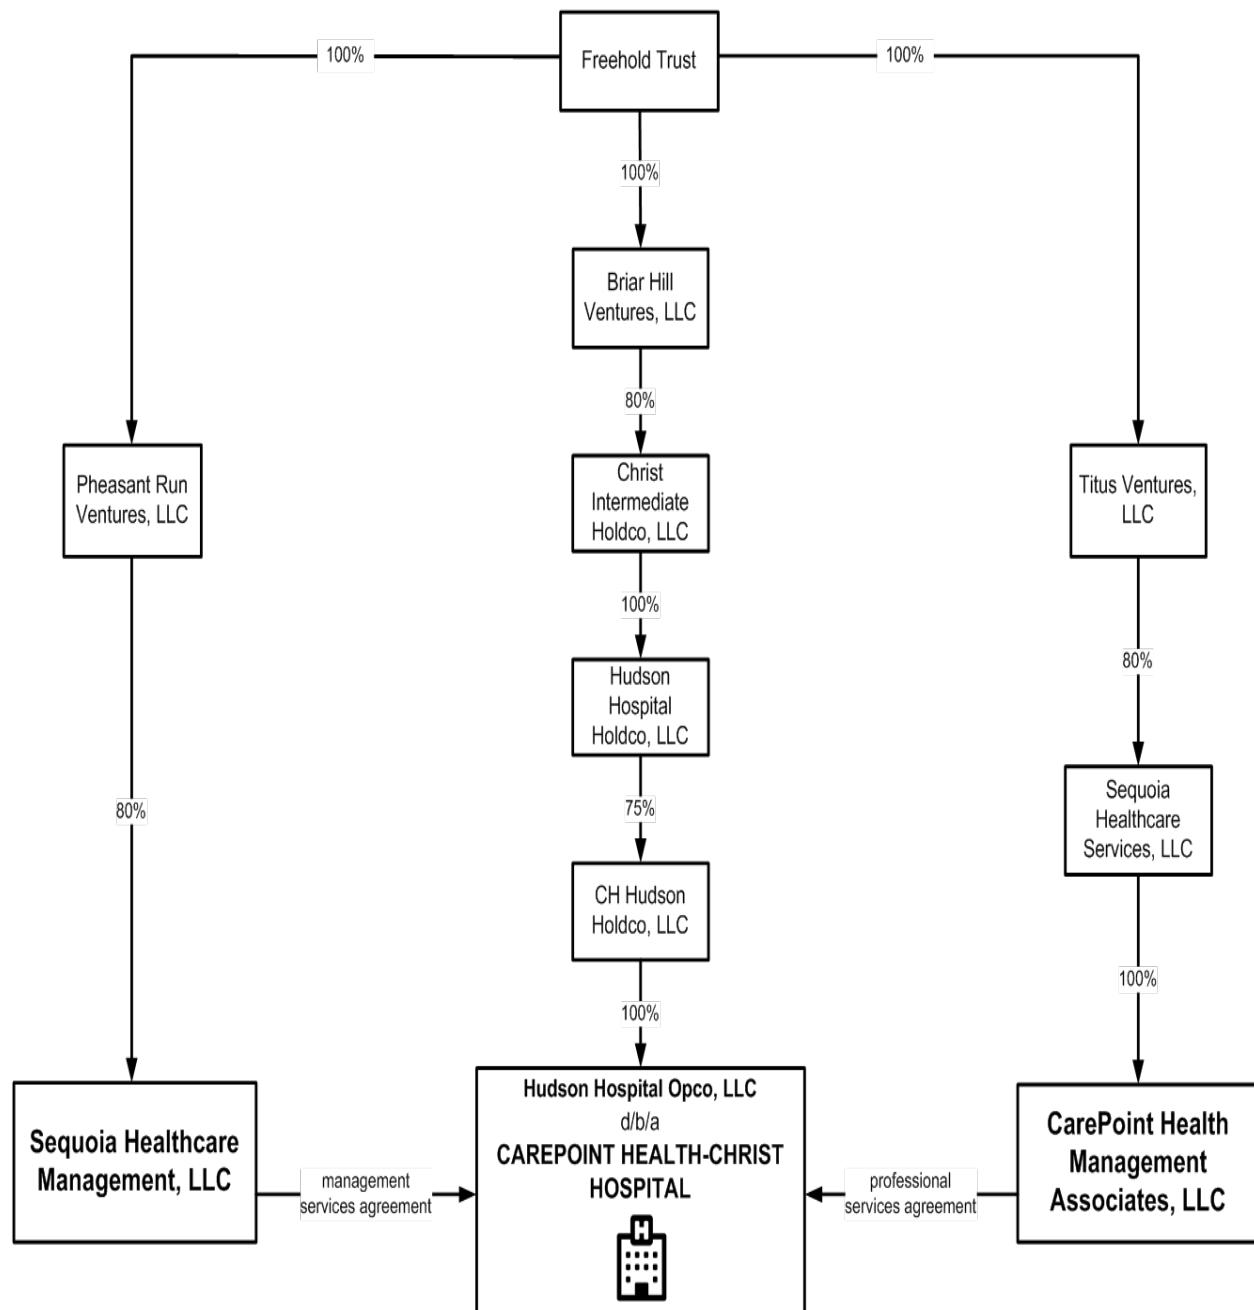 100%
Freehold Trust
100%
100%
Briar Hill
Ventures, LLC
80%
Pheasant Run
Ventures, LLC
Christ
Intermediate
Holdco, LLC
Titus Ventures,
LLC
100%
80%
Hudson
Hospital
Holdco, LLC
80%
75%
Sequoia
Healthcare
Services, LLC
CH Hudson
Holdco, LLC
100%
100%
Sequoia Healthcare
Management, LLC
management
services agreement
Hudson Hospital Opco, LLC
d/b/a
CAREPOINT HEALTH-CHRIST
HOSPITAL
H
professional
services agreement
CarePoint Health
Management
Associates, LLC